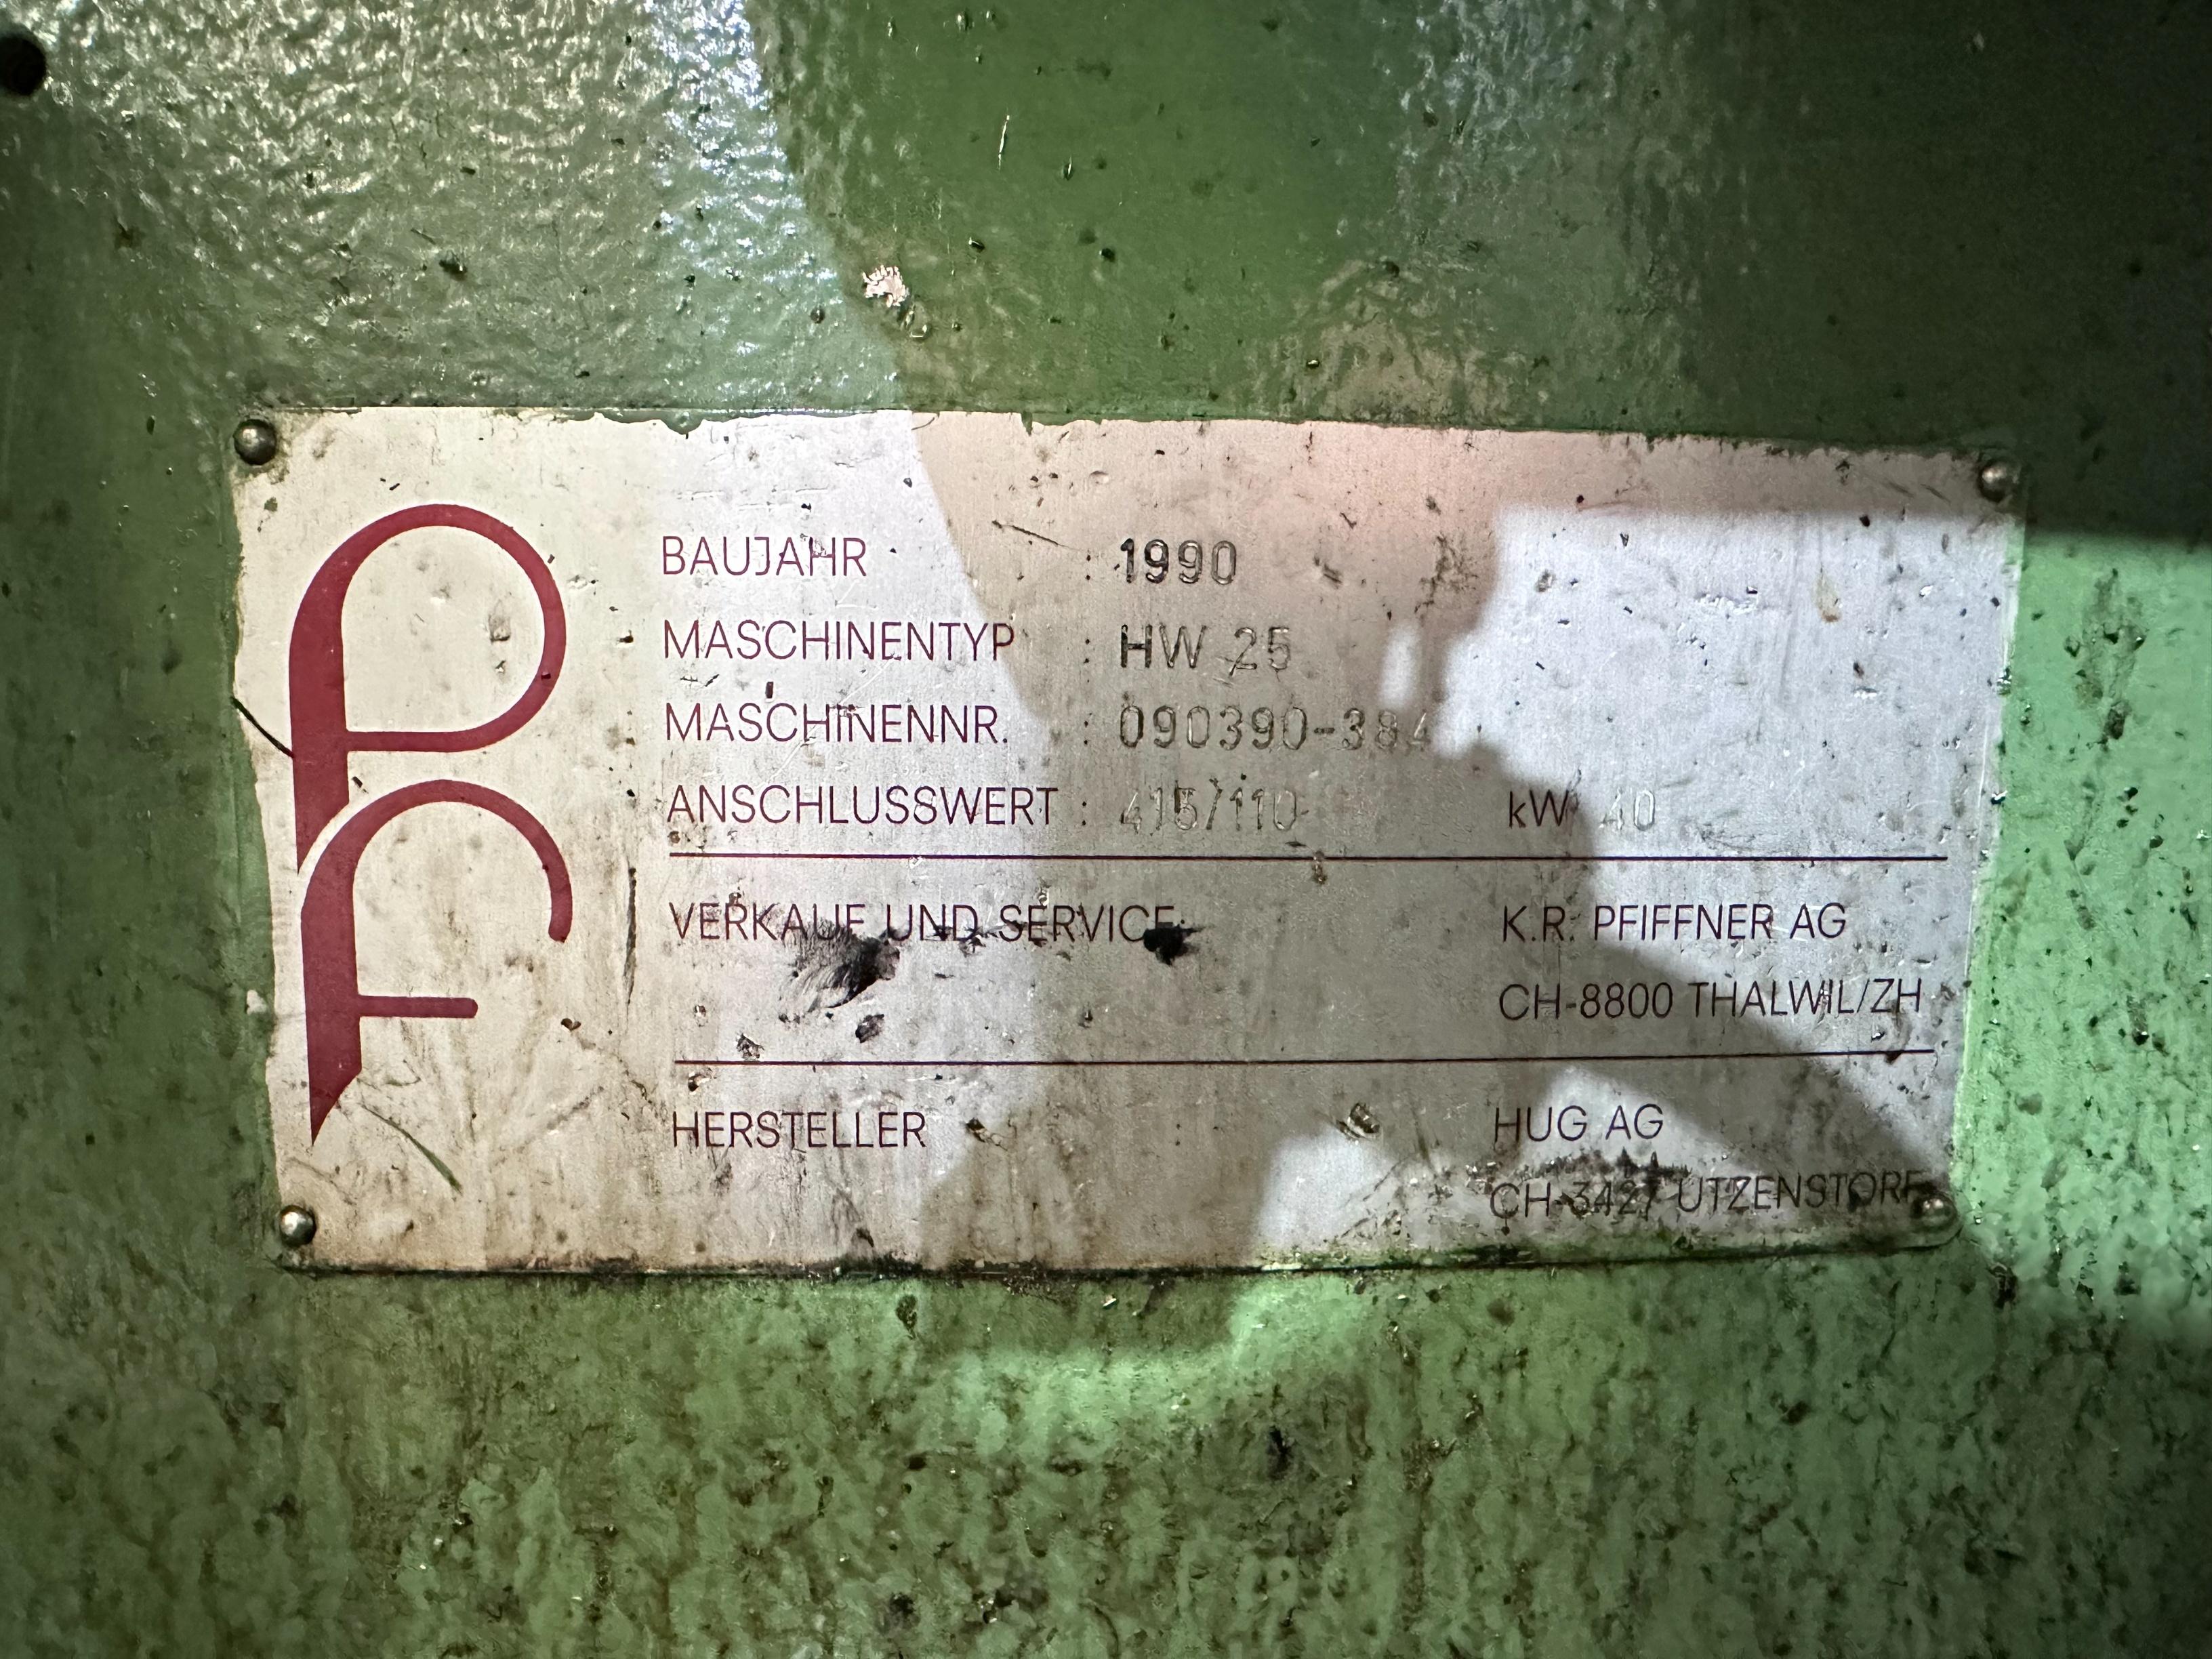 BAUJAHR : 1990
MASCHINENTYP : HW 25
MASCHINENNR. : 090390-384
ANSCHLUSSWERT : 415/110 kW 40
VERKAUF UND SERVICE K.R. PFIFFNER AG
CH-8800 THALWIL/ZH
HERSTELLER HUG AG
CH-3427 UTZENSTORF